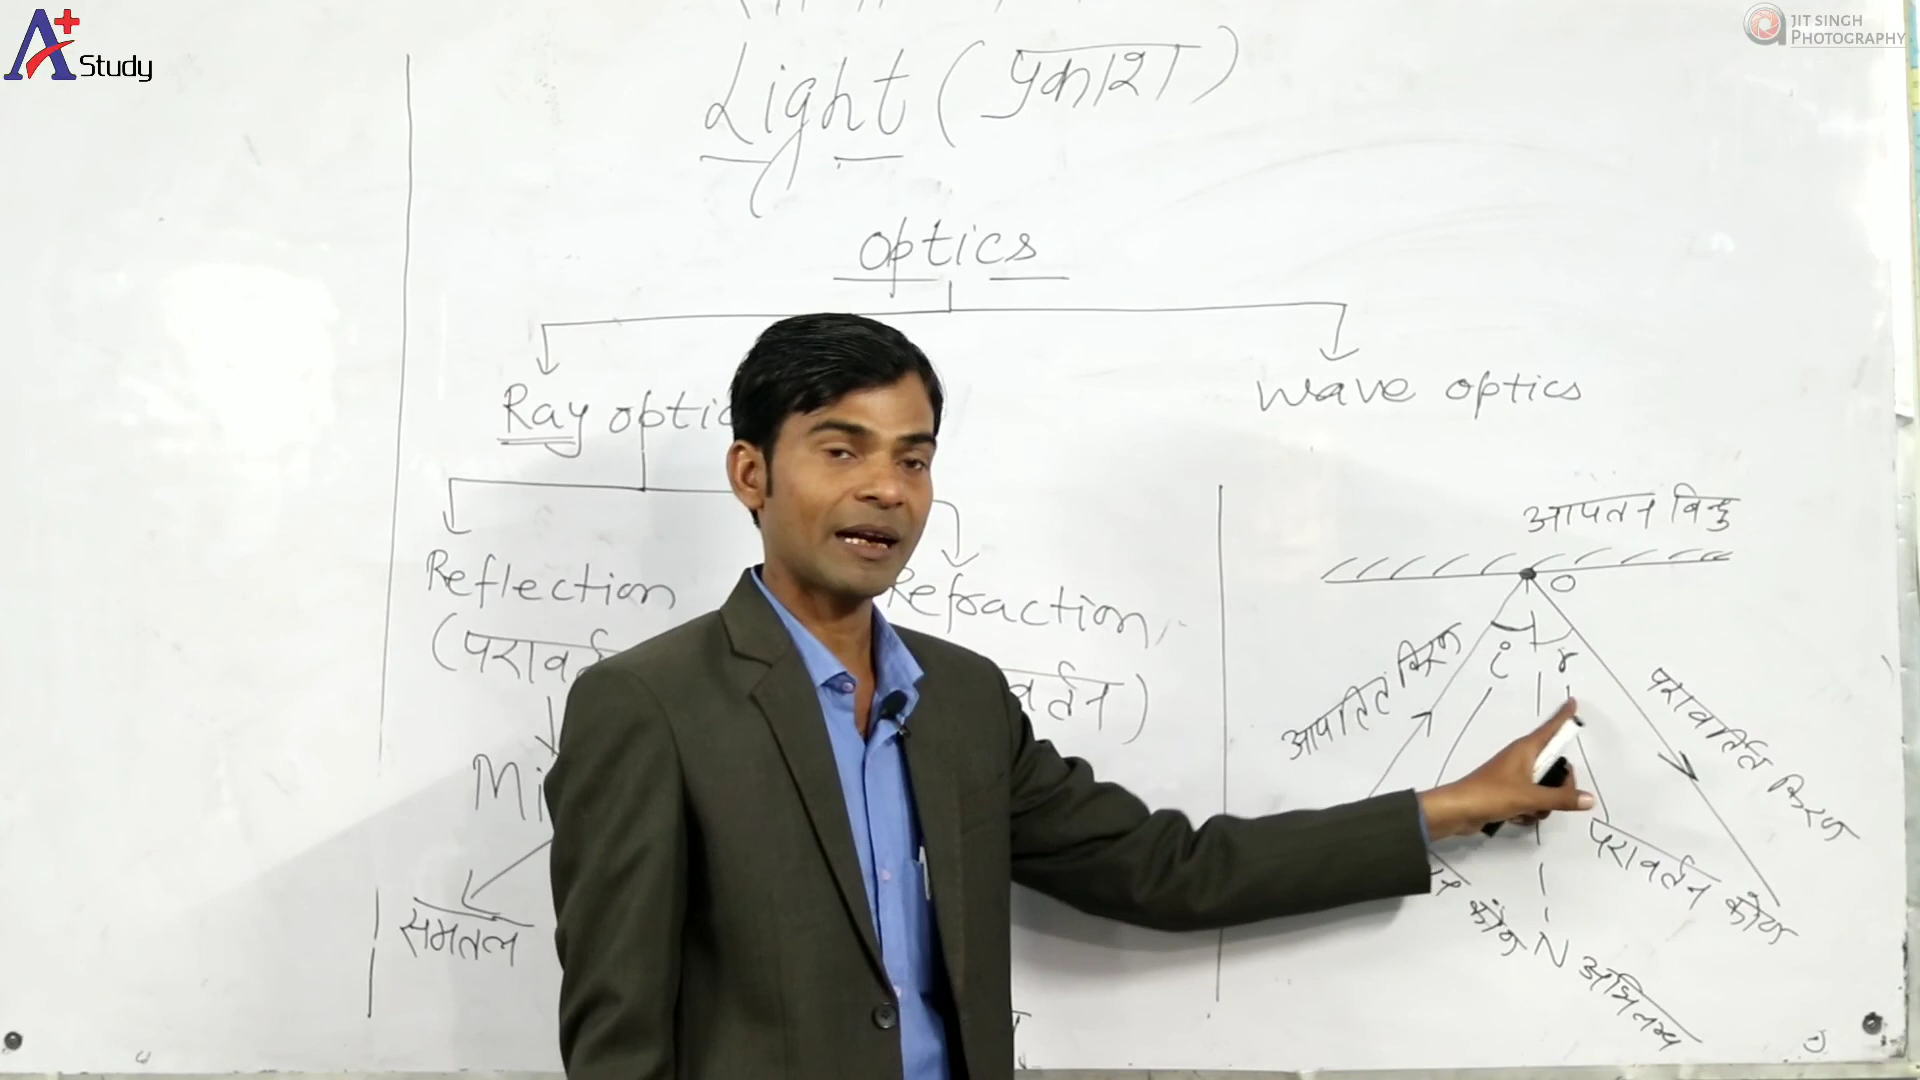 A+ Study
JIT SINGH
PHOTOGRAPHY
Light (प्रकाश)
Optics
Ray optic
Wave optics
Reflection
(परावर्त
Refraction
वर्तन)
Mi
समतल
आपतन बिन्दु
O
i
r
आपतित किरण
परावर्तित किरण
परावर्तन कोण
न कोण
N अभिलम्ब